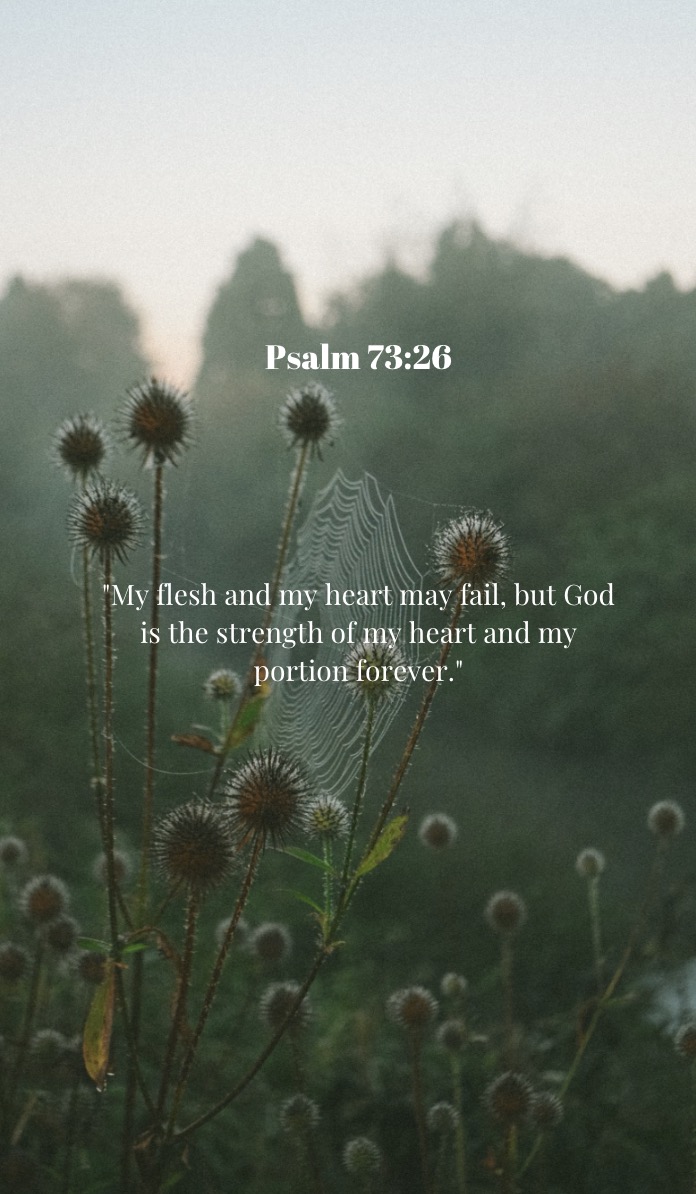 Psalm 73:26
"My flesh and my heart may fail, but God
is the strength of my heart and my
portion forever."